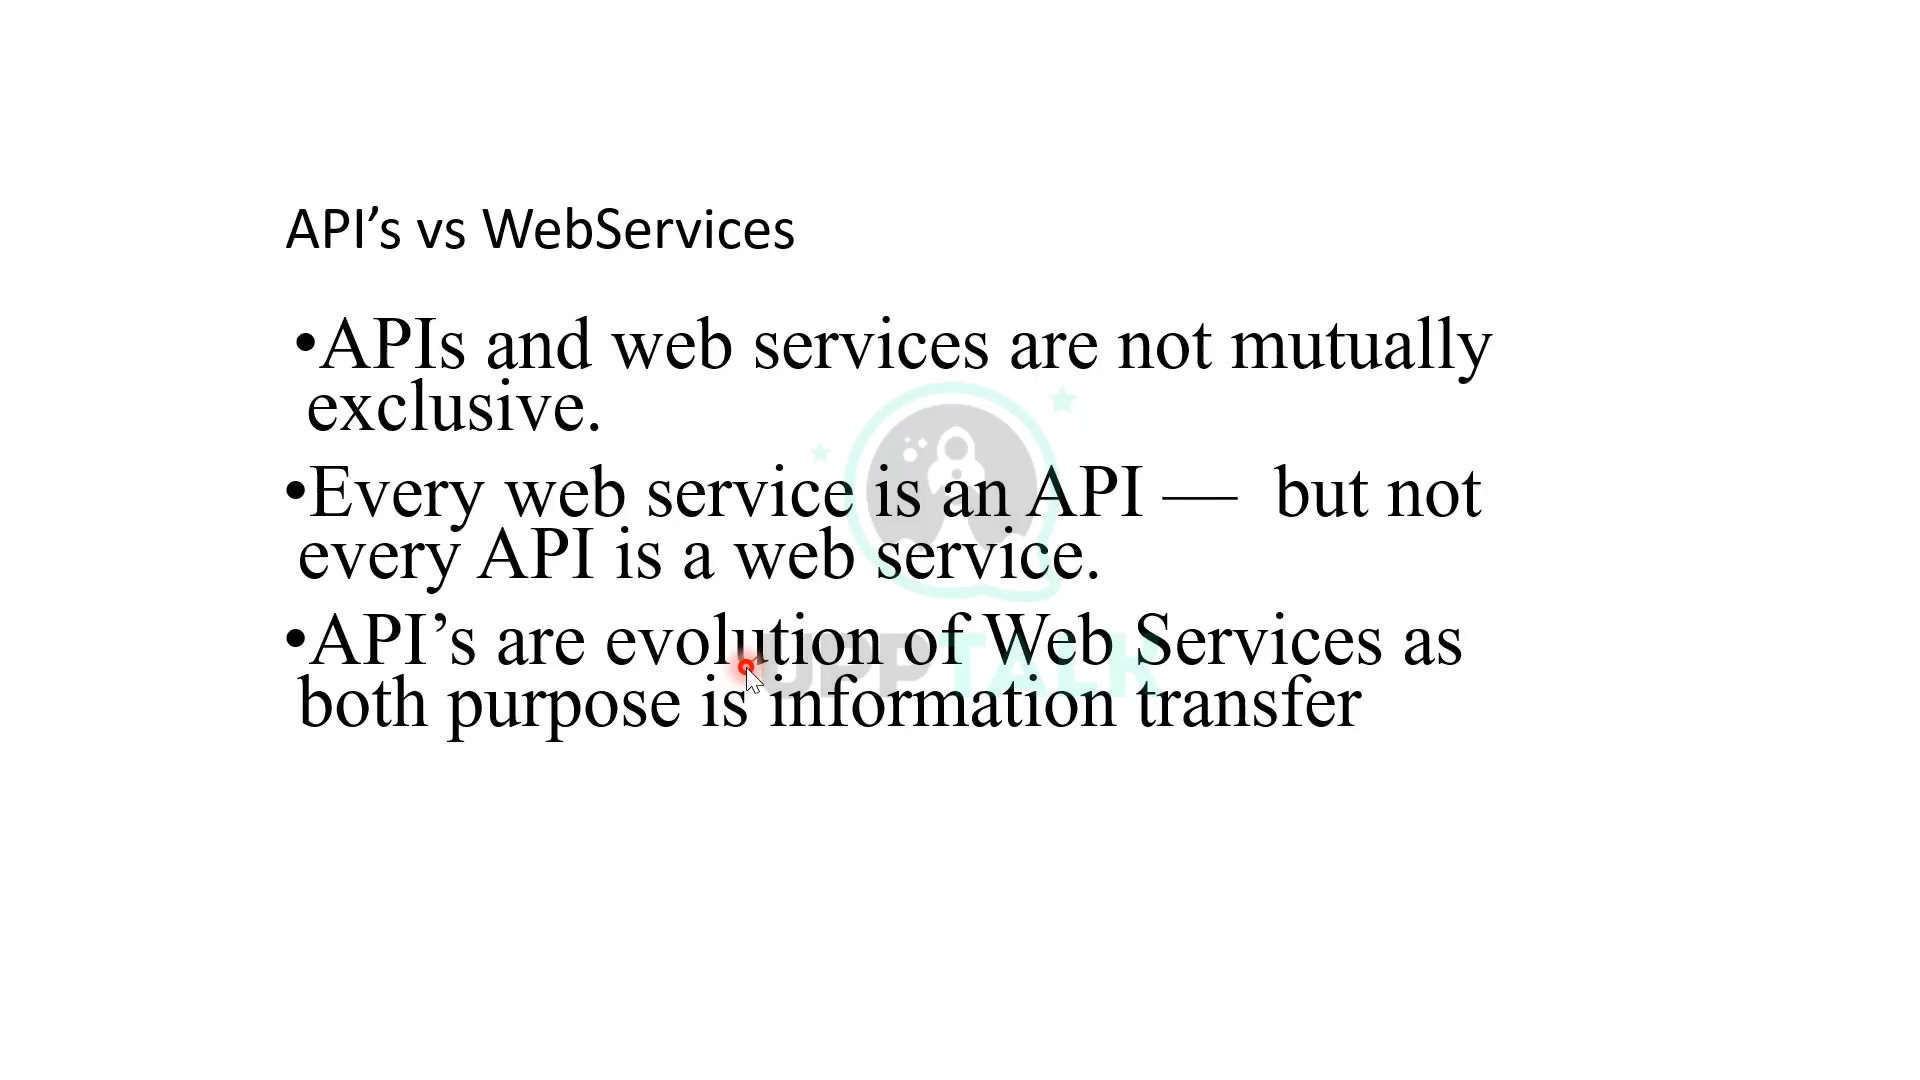 API’s vs WebServices
•APIs and web services are not mutually
exclusive.
•Every web service is an API —  but not
every API is a web service.
•API’s are evolution of Web Services as
both purpose is information transfer
UPPTALK